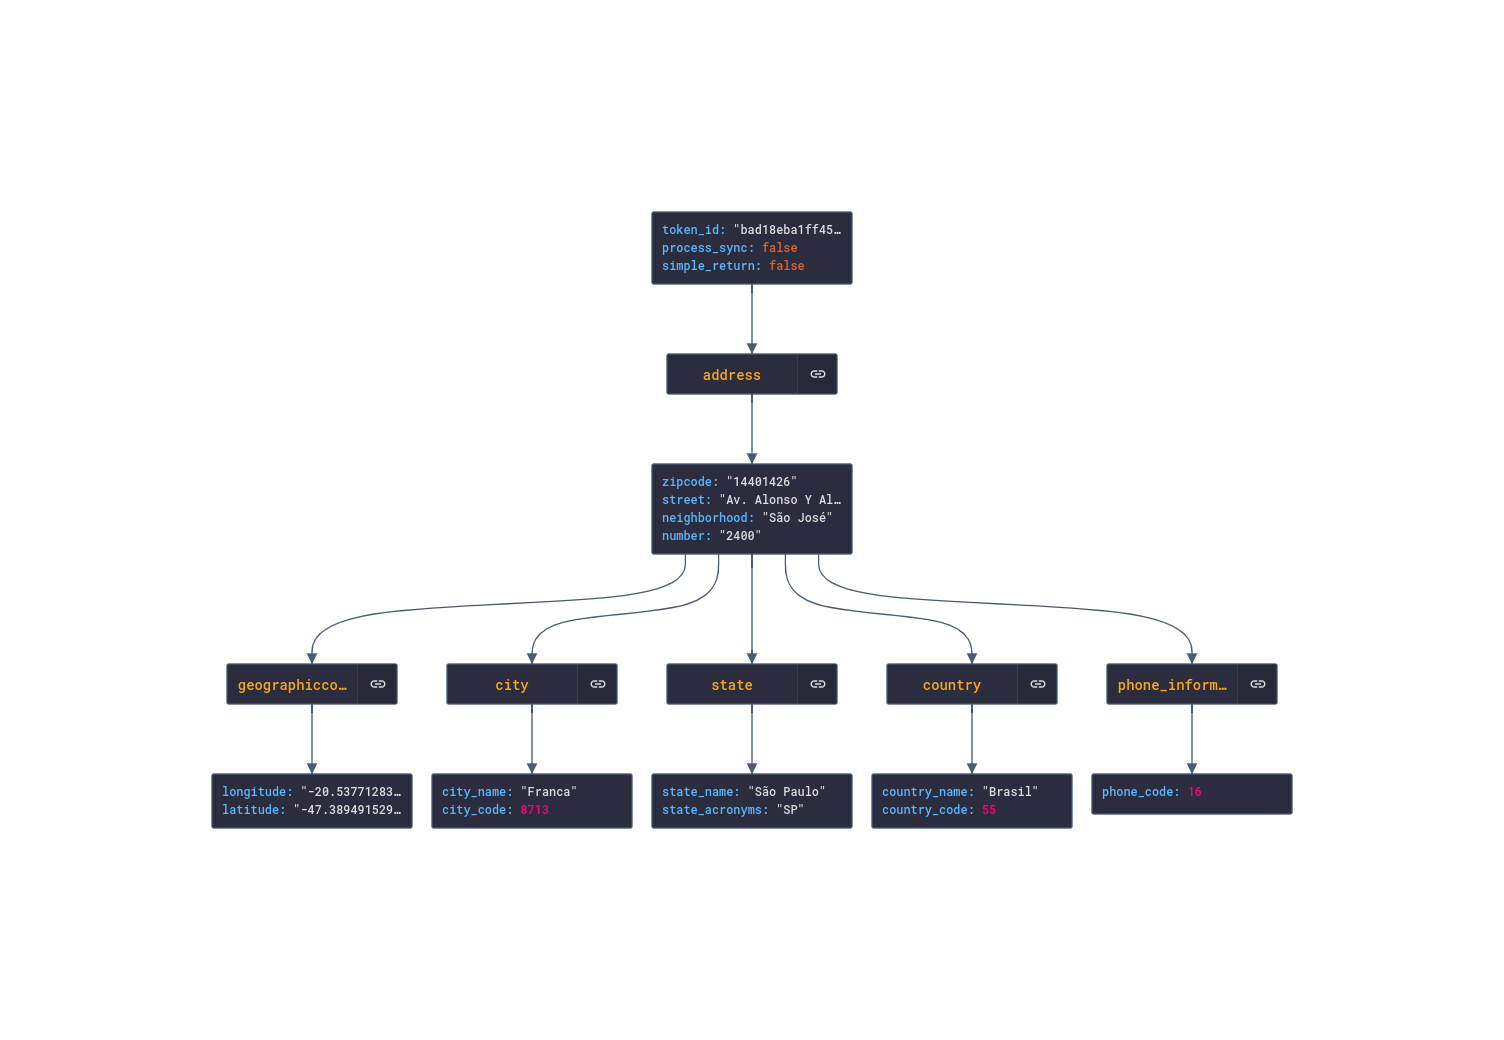 token_id: "bad18eba1ff45…
process_sync: false
simple_return: false
address
zipcode: "14401426"
street: "Av. Alonso Y Al…
neighborhood: "São José"
number: "2400"
geographicco…
city
state
country
phone_inform…
longitude: "-20.53771283…
latitude: "-47.389491529…
city_name: "Franca"
city_code: 8713
state_name: "São Paulo"
state_acronyms: "SP"
country_name: "Brasil"
country_code: 55
phone_code: 16